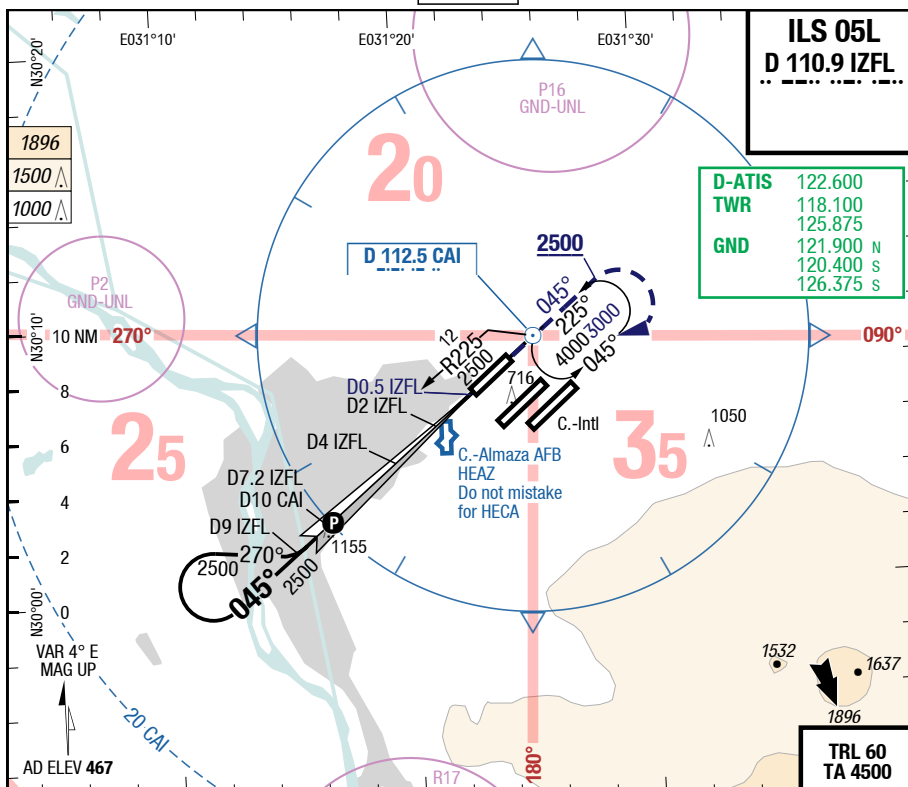 E031°10'
E031°20'
E031°30'
ILS 05L
D 110.9 IZFL
N30°20'
P16
GND-UNL
1896
1500
1000
20
D-ATIS 122.600
TWR 118.100
125.875
GND 121.900 N
120.400 S
126.375 S
D 112.5 CAI
2500
P2
GND-UNL
045°
225°
4000 3000
045°
N30°10'
10 NM
270°
090°
12
R225
2500
8
D0.5 IZFL
716
D2 IZFL
C.-Intl
6
25
D4 IZFL
35
1050
C.-Almaza AFB
HEAZ
Do not mistake
for HECA
D7.2 IZFL
D10 CAI
4
P
D9 IZFL
1155
2
270°
2500
2500
045°
N30°00'
0
VAR 4° E
MAG UP
1532
1637
1896
20 CAI
180°
AD ELEV 467
R17
TRL 60
TA 4500